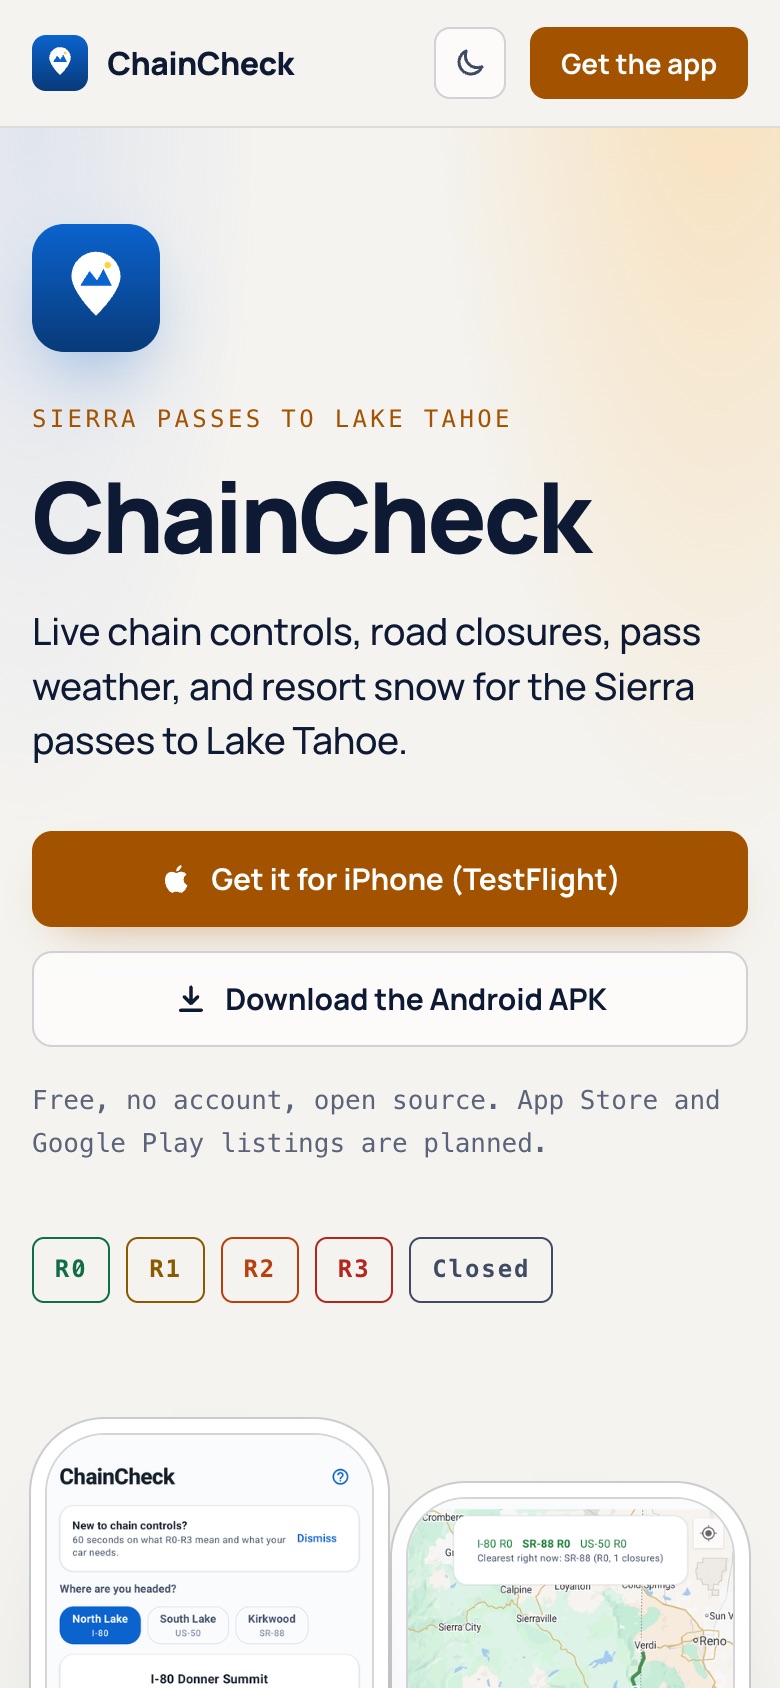 ChainCheck
Get the app
SIERRA PASSES TO LAKE TAHOE
ChainCheck
Live chain controls, road closures, pass
weather, and resort snow for the Sierra
passes to Lake Tahoe.
Get it for iPhone (TestFlight)
Download the Android APK
Free, no account, open source. App Store and
Google Play listings are planned.
R0 R1 R2 R3 Closed
ChainCheck
New to chain controls?
60 seconds on what R0-R3 mean and what your
car needs.
Dismiss
Where are you headed?
North Lake
I-80
South Lake
US-50
Kirkwood
SR-88
I-80 Donner Summit
I-80 R0 SR-88 R0 US-50 R0
Clearest right now: SR-88 (R0, 1 closures)
Calpine
Loyalton
Cold Springs
Sierraville
Sierra City
Verdi
Reno